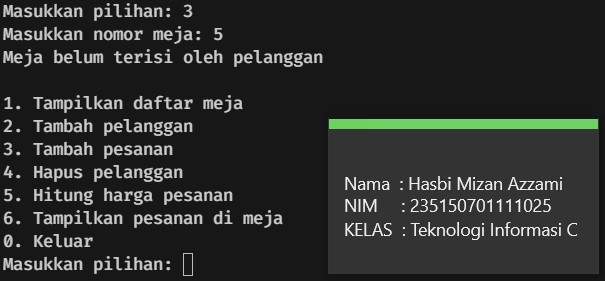 Masukkan pilihan: 3
Masukkan nomor meja: 5
Meja belum terisi oleh pelanggan
1. Tampilkan daftar meja
2. Tambah pelanggan
3. Tambah pesanan
4. Hapus pelanggan
5. Hitung harga pesanan
6. Tampilkan pesanan di meja
0. Keluar
Masukkan pilihan:
Nama : Hasbi Mizan Azzami
NIM : 235150701111025
KELAS : Teknologi Informasi C